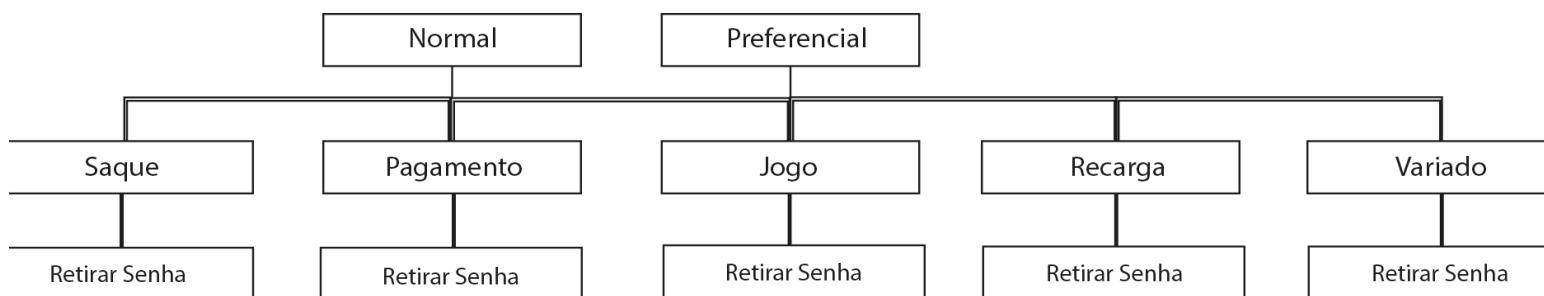 Normal
Preferencial
Saque
Pagamento
Jogo
Recarga
Variado
Retirar Senha
Retirar Senha
Retirar Senha
Retirar Senha
Retirar Senha